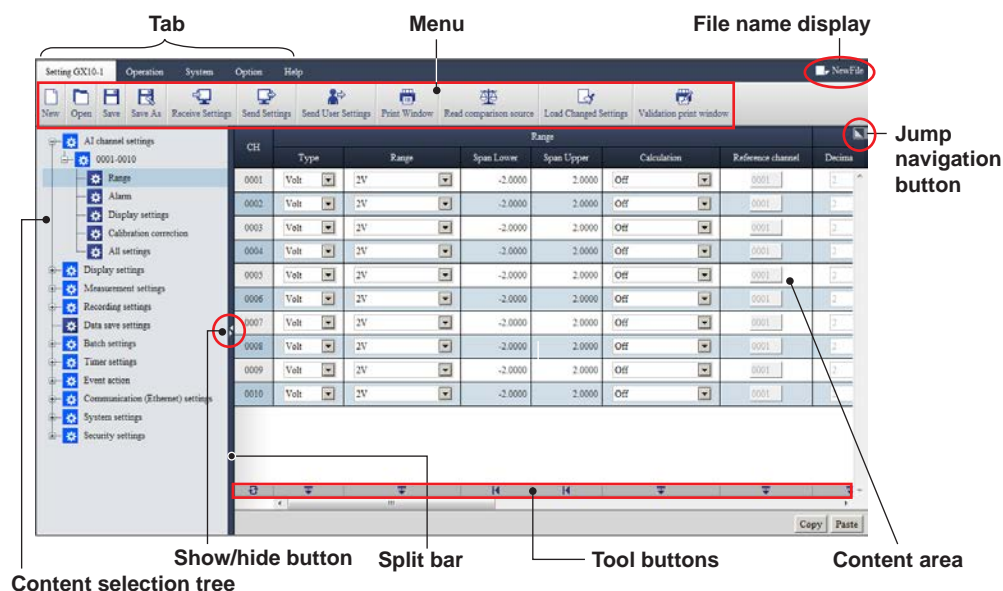 Tab Menu File name display
Setting GX10-1 Operation System Option Help NewFile
New Open Save Save As Receive Settings Send Settings Send User Settings Print Window Read comparison source Load Changed Settings Validation print window
Jump
navigation
button
AI channel settings
0001-0010
Range
Alarm
Display settings
Calibration correction
All settings
Display settings
Measurement settings
Recording settings
Data save settings
Batch settings
Timer settings
Event action
Communication (Ethernet) settings
System settings
Security settings
CH Range
Type Range Span Lower Span Upper Calculation Reference channel Decima
0001 Volt 2V -2.0000 2.0000 Off 0001 2
0002 Volt 2V -2.0000 2.0000 Off 0001 2
0003 Volt 2V -2.0000 2.0000 Off 0001 2
0004 Volt 2V -2.0000 2.0000 Off 0001 2
0005 Volt 2V -2.0000 2.0000 Off 0001 2
0006 Volt 2V -2.0000 2.0000 Off 0001 2
0007 Volt 2V -2.0000 2.0000 Off 0001 2
0008 Volt 2V -2.0000 2.0000 Off 0001 2
0009 Volt 2V -2.0000 2.0000 Off 0001 2
0010 Volt 2V -2.0000 2.0000 Off 0001 2
Copy Paste
Show/hide button Split bar Tool buttons Content area
Content selection tree